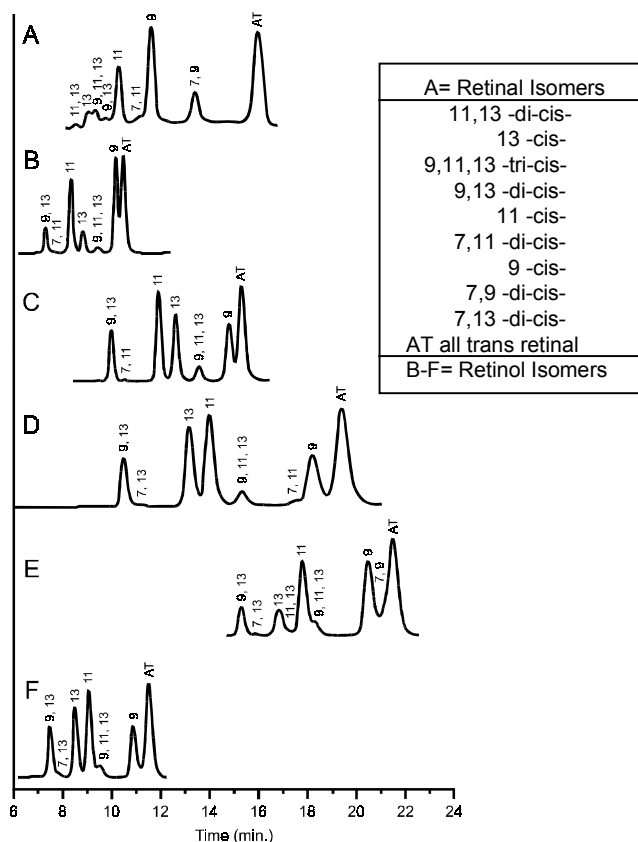 A
11, 13
13
9, 11, 13
9, 13
11
7, 11
9
7, 9
AT
A= Retinal Isomers
11,13 -di-cis-
13 -cis-
9,11,13 -tri-cis-
9,13 -di-cis-
11 -cis-
7,11 -di-cis-
9 -cis-
7,9 -di-cis-
7,13 -di-cis-
AT all trans retinal
B-F= Retinol Isomers
B
9, 13
7, 11
11
13
9, 11, 13
9
AT
C
9, 13
7, 11
11
13
9, 11, 13
9
AT
D
9, 13
7, 13
13
11
9, 11, 13
7, 11
9
AT
E
9, 13
7, 13
13
11, 13
11
9, 11, 13
9
7, 9
AT
F
9, 13
7, 13
13
11
9, 11, 13
9
AT
6 8 10 12 14 16 18 20 22 24
Time (min.)